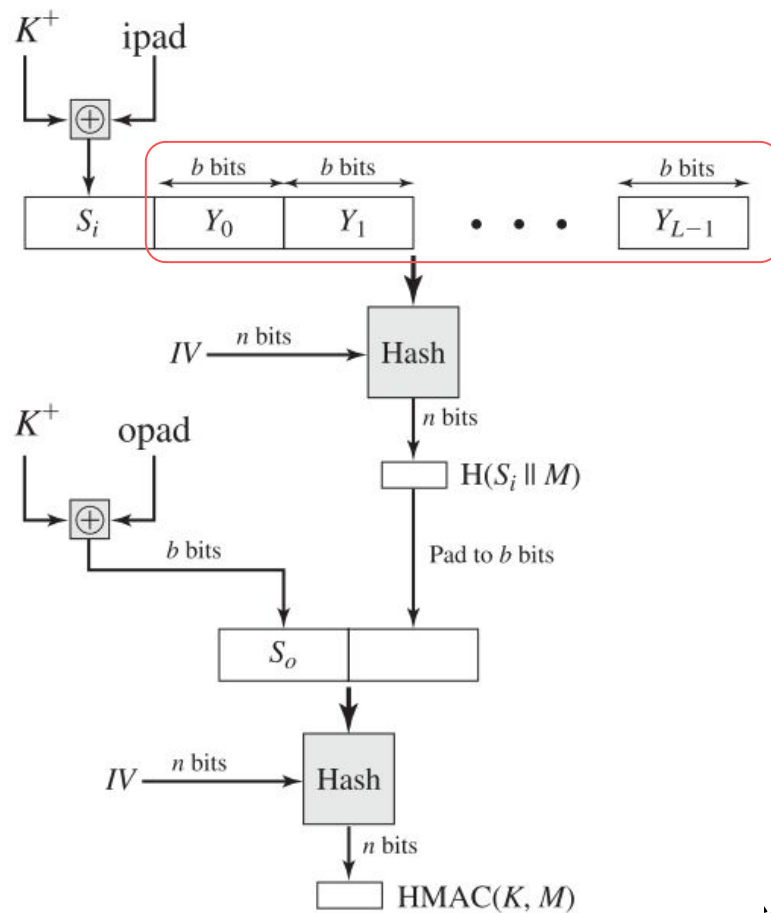 K⁺ ipad
⊕
b bits b bits b bits
Sᵢ Y₀ Y₁ • • • Y_{L−1}
IV n bits Hash
n bits
K⁺ opad
H(Sᵢ || M)
⊕
b bits Pad to b bits
Sₒ
IV n bits Hash
n bits
HMAC(K, M)